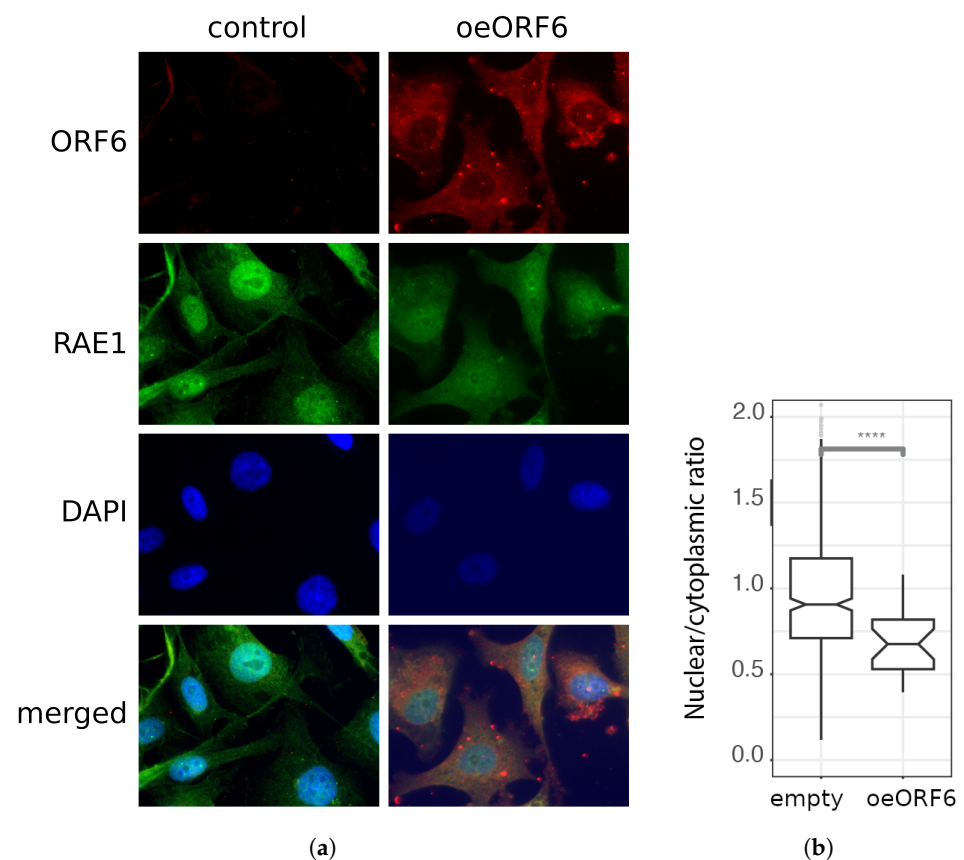 control oeORF6
ORF6
RAE1
DAPI
merged
(a)
Nuclear/cytoplasmic ratio
2.0
****
1.5
1.0
0.5
0.0
empty oeORF6
(b)